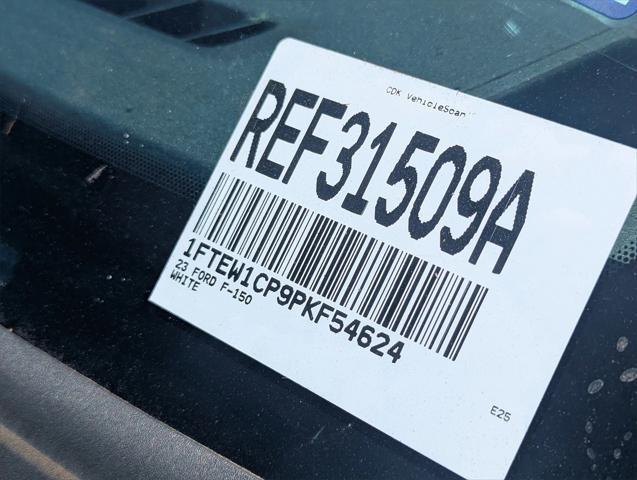 CDK VehicleScan
REF31509A
1FTEW1CP9PKF54624
23 FORD F-150
WHITE
E25